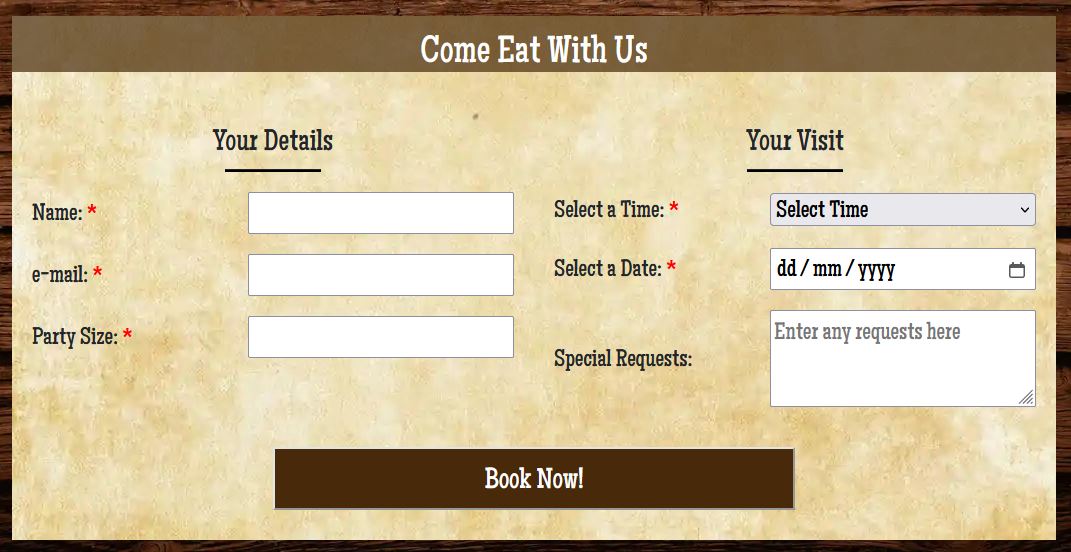 Come Eat With Us
Your Details
Name: *
e-mail: *
Party Size: *
Your Visit
Select a Time: * Select Time
Select a Date: * dd / mm / yyyy
Special Requests: Enter any requests here
Book Now!